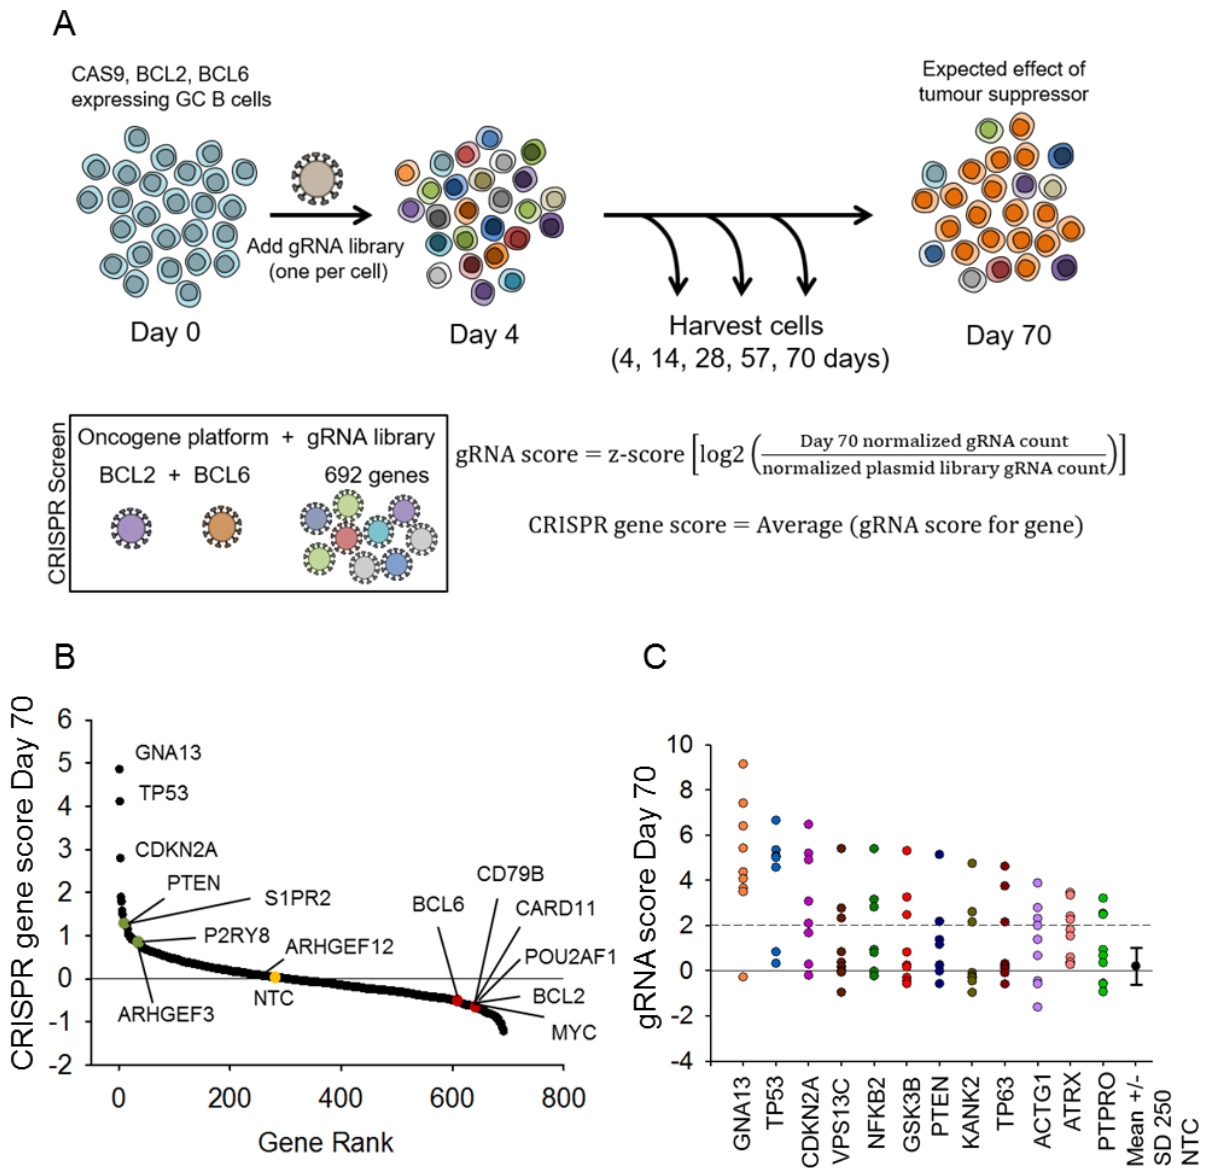 A
CAS9, BCL2, BCL6
expressing GC B cells
Expected effect of
tumour suppressor
Add gRNA library
(one per cell)
Day 0
Day 4
Harvest cells
(4, 14, 28, 57, 70 days)
Day 70
CRISPR Screen
Oncogene platform + gRNA library
BCL2 + BCL6
692 genes
gRNA score = z-score [log2 (Day 70 normalized gRNA count / normalized plasmid library gRNA count)]
CRISPR gene score = Average (gRNA score for gene)
B
CRISPR gene score Day 70
6
5
4
3
2
1
0
-1
-2
GNA13
TP53
CDKN2A
PTEN
S1PR2
P2RY8
ARHGEF12
NTC
ARHGEF3
BCL6
CD79B
CARD11
POU2AF1
BCL2
MYC
0
200
400
600
800
Gene Rank
C
gRNA score Day 70
10
8
6
4
2
0
-2
-4
GNA13
TP53
CDKN2A
VPS13C
NFKB2
GSK3B
PTEN
KANK2
TP63
ACTG1
ATRX
PTPRO
Mean +/-
SD 250
NTC